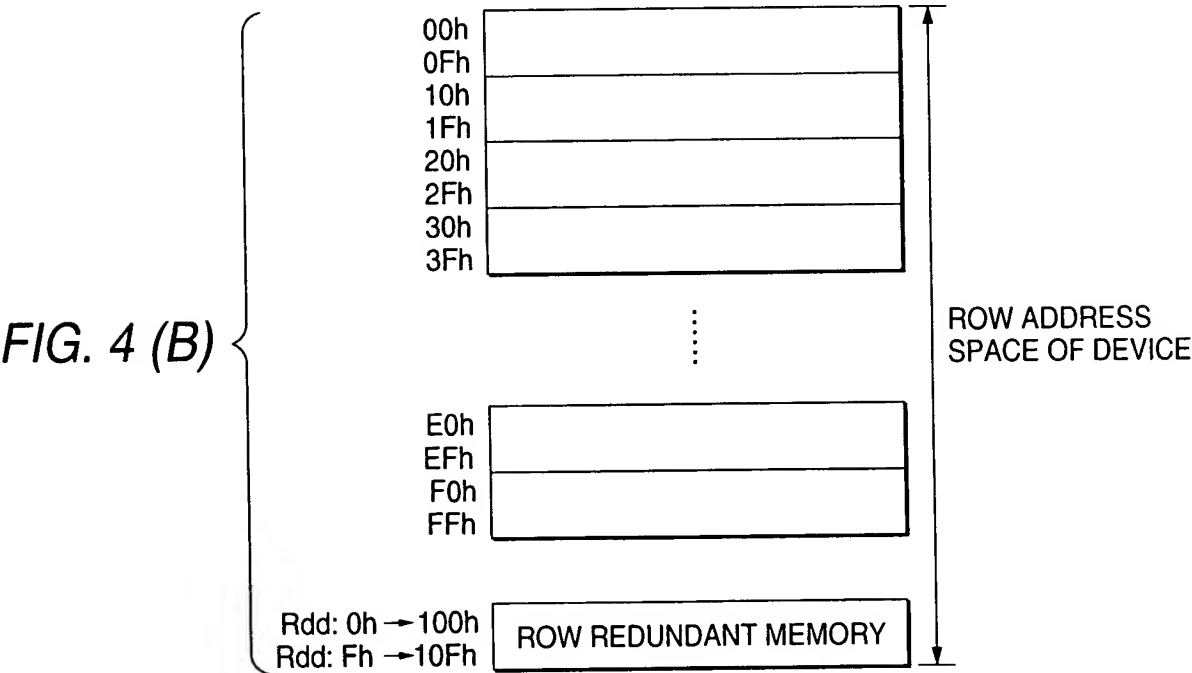 00h
0Fh
10h
1Fh
20h
2Fh
30h
3Fh
FIG. 4 (B)
ROW ADDRESS
SPACE OF DEVICE
E0h
EFh
F0h
FFh
Rdd: 0h→100h
Rdd: Fh→10Fh
ROW REDUNDANT MEMORY